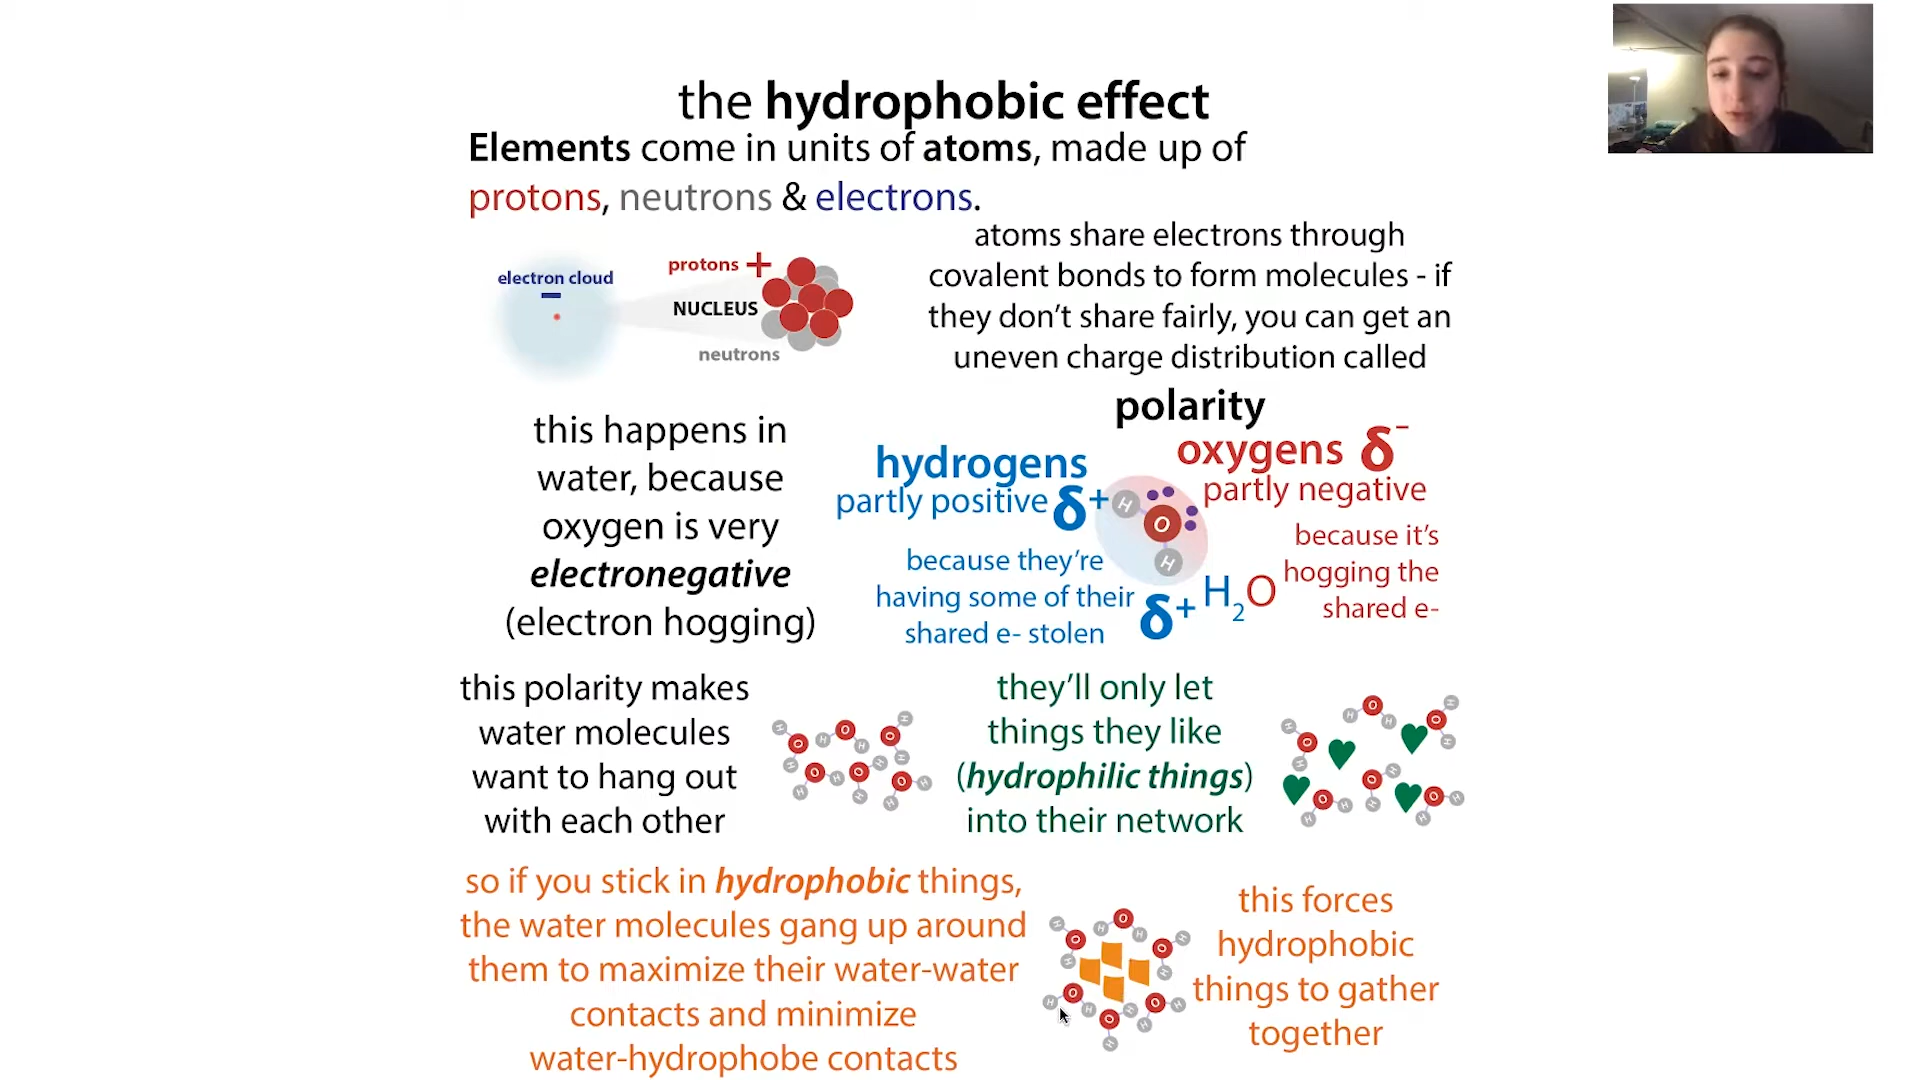 the hydrophobic effect
Elements come in units of atoms, made up of
protons, neutrons & electrons.
electron cloud
protons +
NUCLEUS
neutrons
atoms share electrons through
covalent bonds to form molecules - if
they don't share fairly, you can get an
uneven charge distribution called
polarity
this happens in
water, because
oxygen is very
electronegative
(electron hogging)
hydrogens
partly positive δ+
because they're
having some of their
shared e- stolen
δ+
H
O
H
H₂O
oxygens δ-
partly negative
because it's
hogging the
shared e-
this polarity makes
water molecules
want to hang out
with each other
they'll only let
things they like
(hydrophilic things)
into their network
so if you stick in hydrophobic things,
the water molecules gang up around
them to maximize their water-water
contacts and minimize
water-hydrophobe contacts
this forces
hydrophobic
things to gather
together